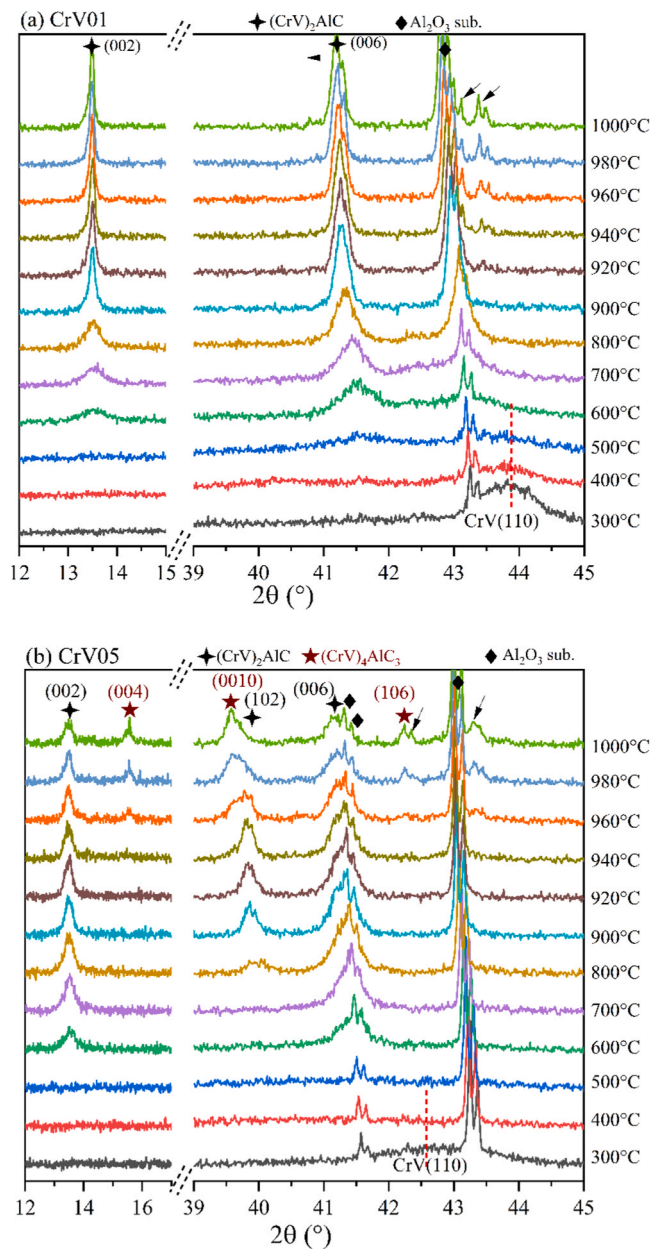 (a) CrV01
(CrV)₂AlC
Al₂O₃ sub.
(002)
(006)
1000°C
980°C
960°C
940°C
920°C
900°C
800°C
700°C
600°C
500°C
400°C
300°C
CrV(110)
12 13 14 15 39 40 41 42 43 44 45
2θ (°)
(b) CrV05
(CrV)₂AlC
(CrV)₄AlC₃
Al₂O₃ sub.
(002)
(004)
(0010)
(102)
(006)
(106)
1000°C
980°C
960°C
940°C
920°C
900°C
800°C
700°C
600°C
500°C
400°C
300°C
CrV(110)
12 13 14 15 16 39 40 41 42 43 44 45
2θ (°)